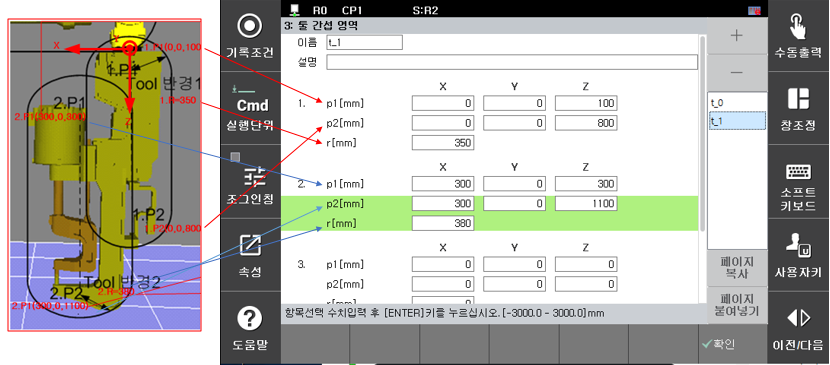 1.P1(0,0,100
X
1.P1
Tool 반경1
1.R=350
2.P1
2.P1(300,0,300)
Z
1.P2
1.P2(0,0,800)
Tool 반경2
2.P2
2.R=380
2.P1(300,0,1100)
R0 CP1 S:R2
3: 툴 간섭 영역
이름 t_1
설명
X Y Z
1. p1[mm] 0 0 100
p2[mm] 0 0 800
r[mm] 350
X Y Z
2. p1[mm] 300 0 300
p2[mm] 300 0 1100
r[mm] 380
X Y Z
3. p1[mm] 0 0 0
p2[mm] 0 0 0
r[mm] 0
항목선택 수치입력 후 [ENTER]키를 누르십시오.[-3000.0 - 3000.0]mm
기록조건
Cmd
실행단위
조그인칭
속성
?
도움말
+
−
t_0
t_1
페이지
복사
페이지
붙여넣기
확인
수동출력
창조정
소프트
키보드
U
사용자키
이전/다음